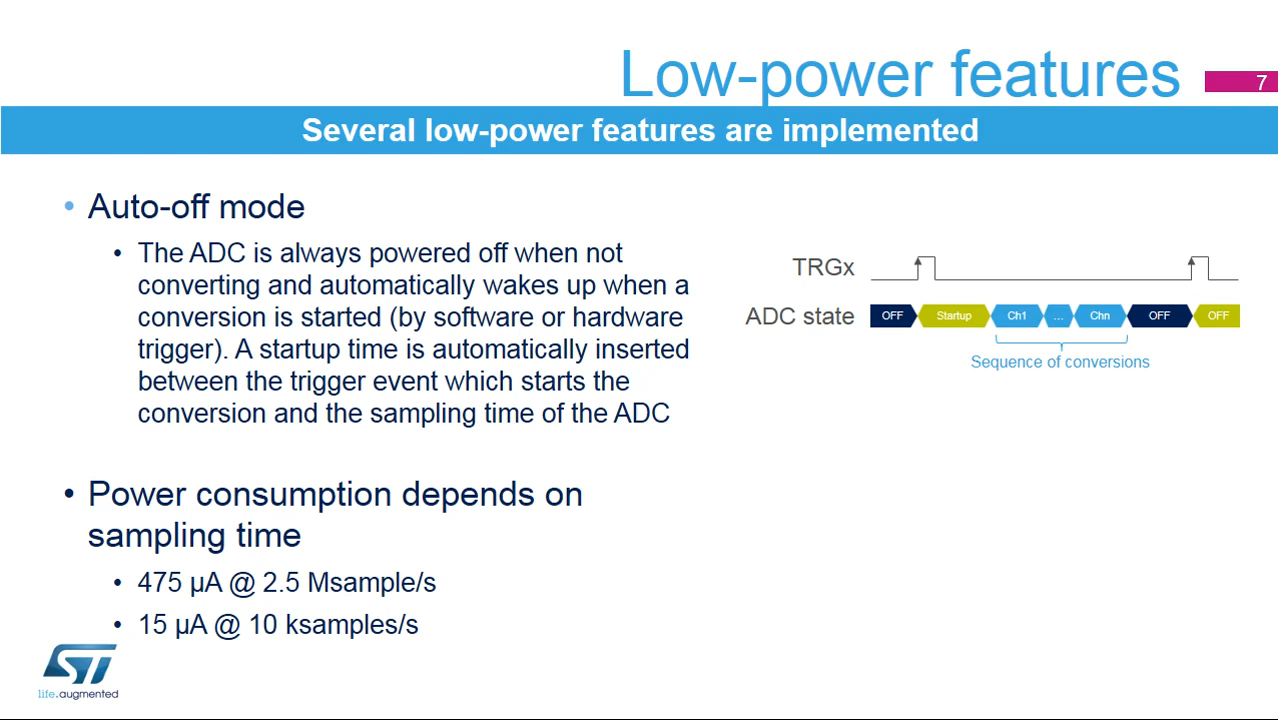 Low-power features
7
Several low-power features are implemented
• Auto-off mode
• The ADC is always powered off when not
converting and automatically wakes up when a
conversion is started (by software or hardware
trigger). A startup time is automatically inserted
between the trigger event which starts the
conversion and the sampling time of the ADC
TRGx
ADC state
OFF
Startup
Ch1
...
Chn
OFF
OFF
Sequence of conversions
• Power consumption depends on
sampling time
• 475 µA @ 2.5 Msample/s
• 15 µA @ 10 ksamples/s
ST
life.augmented